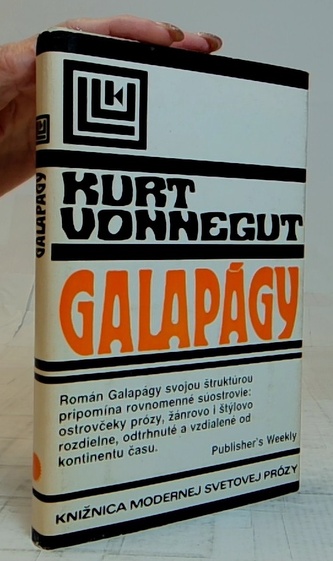 KURT
VONNEGUT
GALAPÁGY
Román Galapágy svojou štruktúrou
pripomína rovnomenné súostrovie:
ostrovčeky prózy, žánrovo i štýlovo
rozdielne, odtrhnuté a vzdialené od
kontinentu času.
Publisher's Weekly
KNIŽNICA MODERNEJ SVETOVEJ PRÓZY
GALAPÁGY